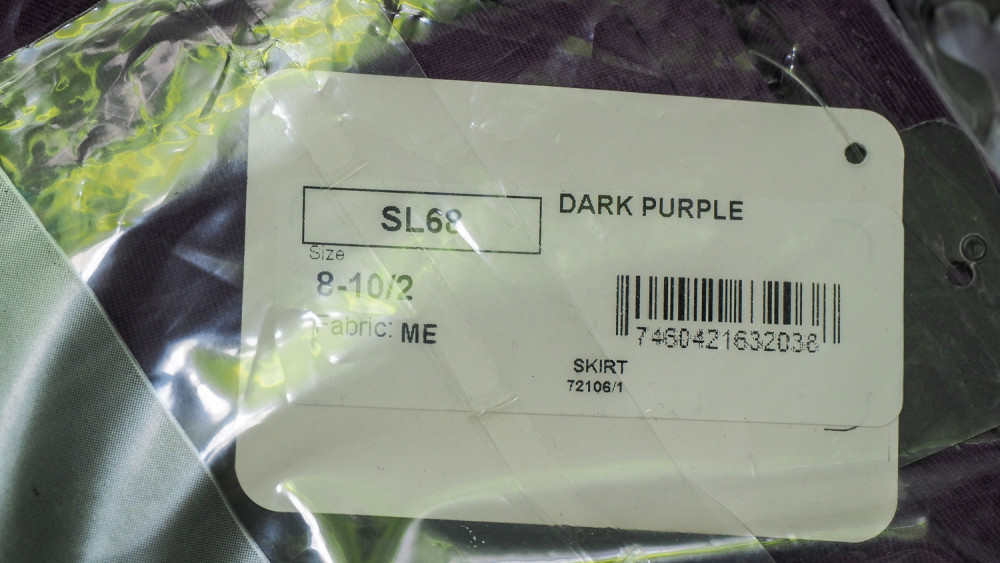 SL68
DARK PURPLE
Size
8-10/2
Fabric: ME
7460421632038
SKIRT
72106/1